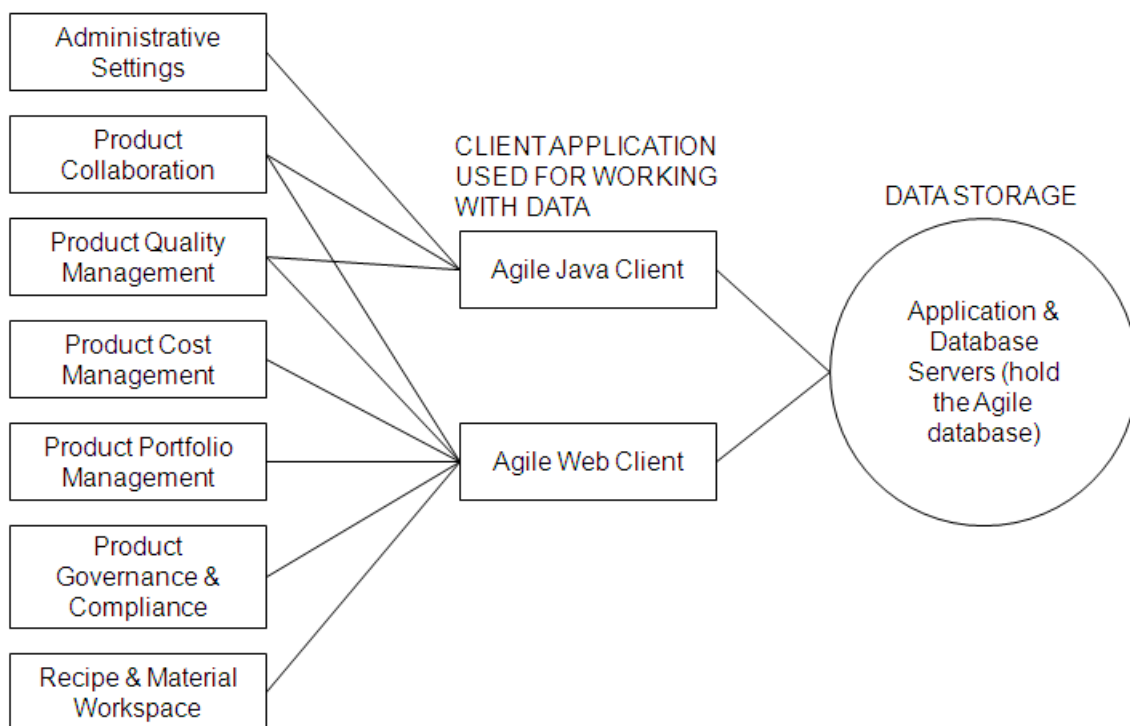 Administrative
Settings
Product
Collaboration
Product Quality
Management
Product Cost
Management
Product Portfolio
Management
Product
Governance &
Compliance
Recipe & Material
Workspace
CLIENT APPLICATION
USED FOR WORKING
WITH DATA
Agile Java Client
Agile Web Client
DATA STORAGE
Application &
Database
Servers (hold
the Agile
database)